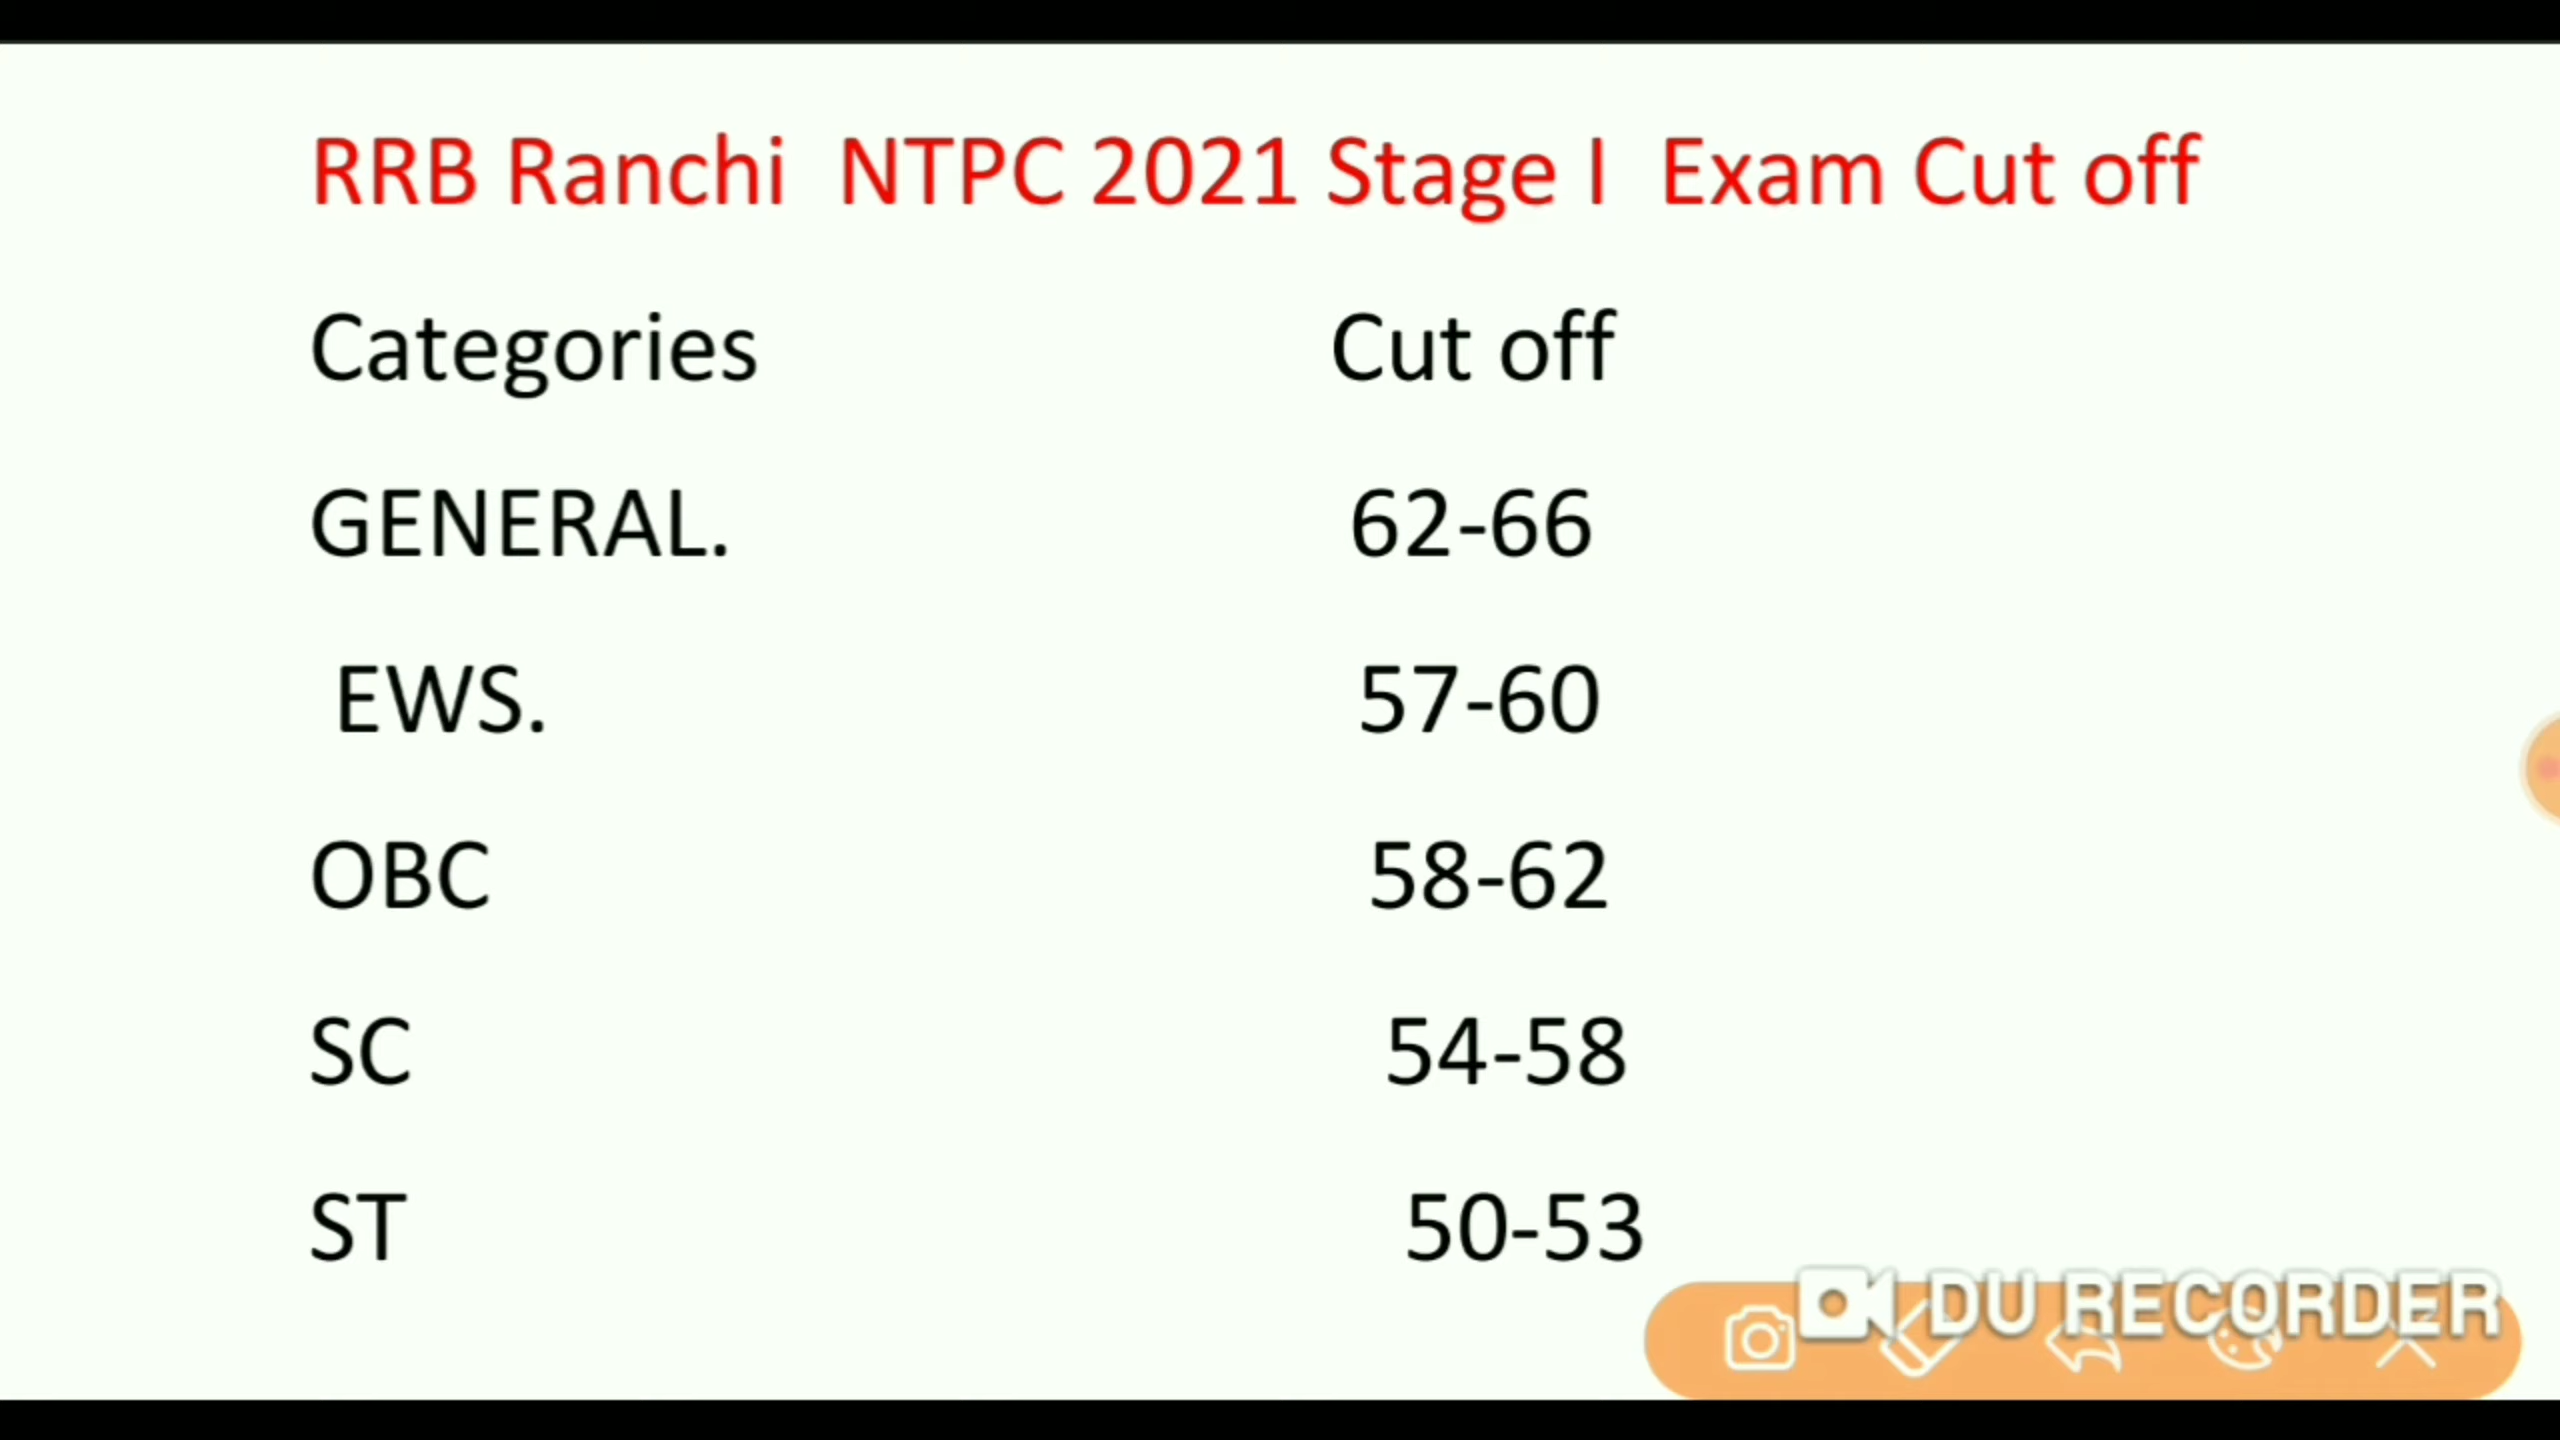 RRB Ranchi NTPC 2021 Stage I Exam Cut off
Categories Cut off
GENERAL. 62-66
EWS. 57-60
OBC 58-62
SC 54-58
ST 50-53
DU RECORDER